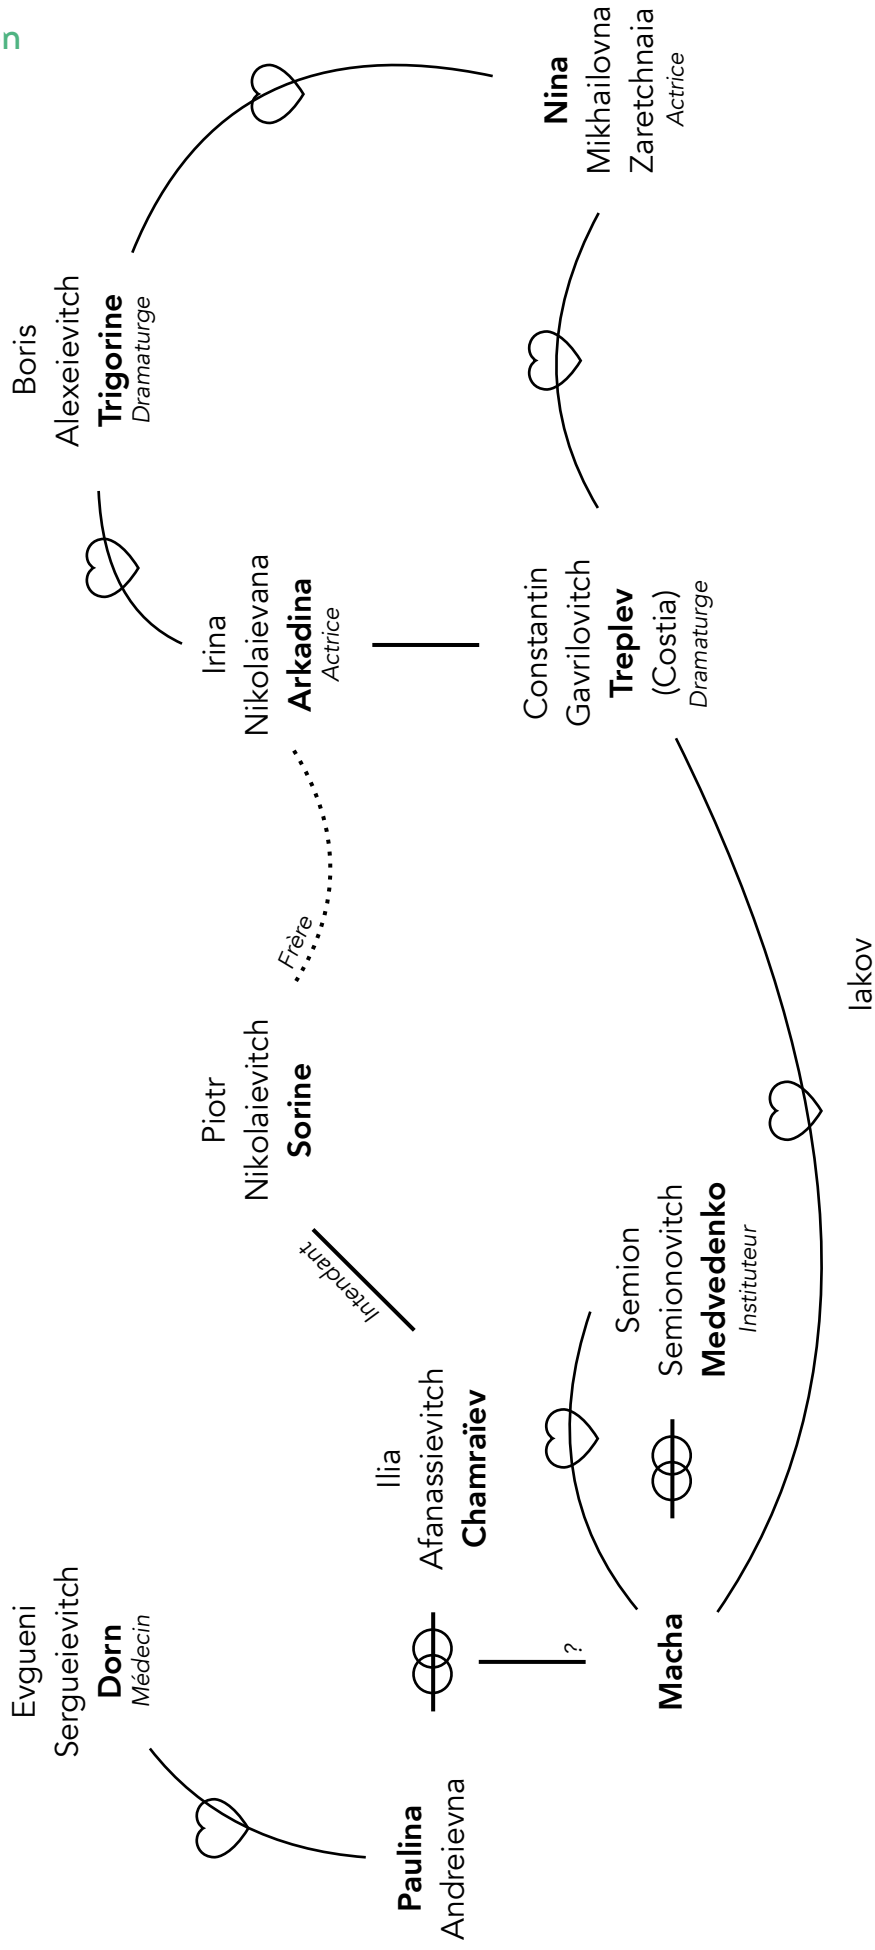 n
Evgueni
Sergueievitch
Dorn
Médecin
Boris
Alexeievitch
Trigorine
Dramaturge
Piotr
Nikolaievitch
Sorine
Frère
Irina
Nikolaievana
Arkadina
Actrice
Intendant
Paulina
Andreievna
Ilia
Afanassievitch
Chamraïev
?
Constantin
Gavrilovitch
Treplev
(Costia)
Dramaturge
Nina
Mikhailovna
Zaretchnaia
Actrice
Macha
Semion
Semionovitch
Medvedenko
Instituteur
Iakov